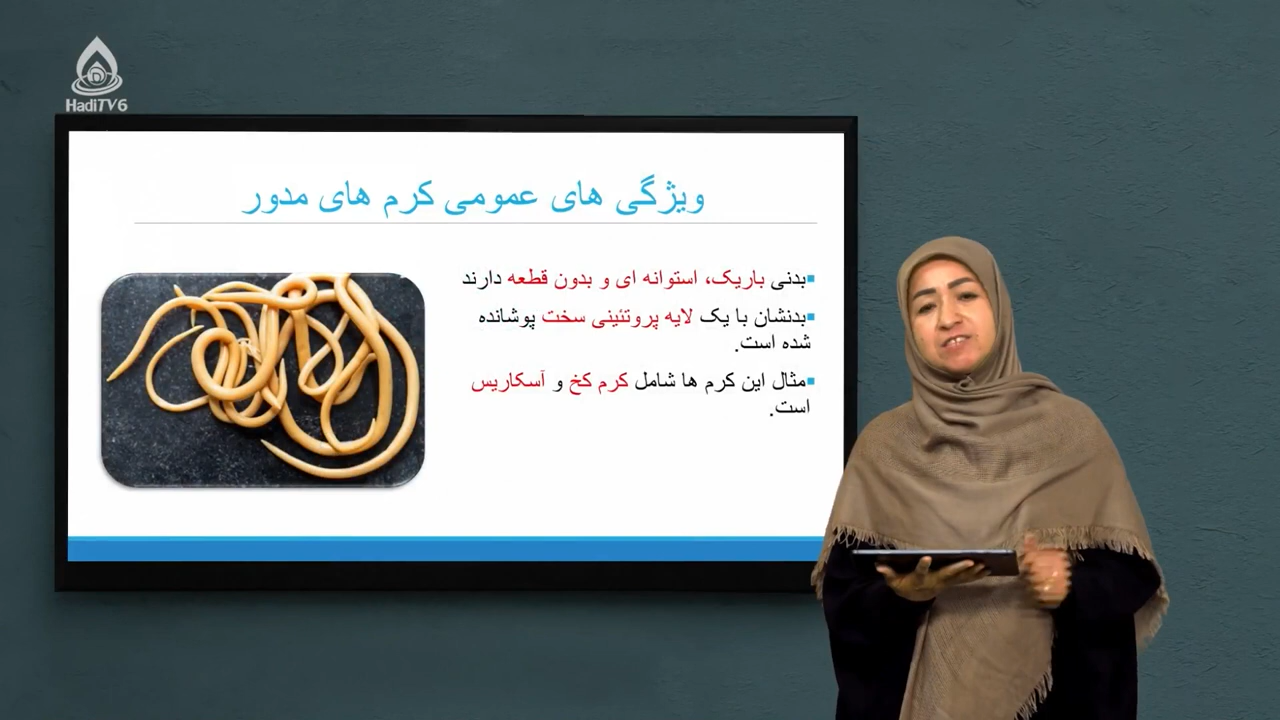 HadiTV6
ویژگی های عمومی کرم های مدور
▪بدنی باریک، استوانه ای و بدون قطعه دارند
▪بدنشان با یک لایه پروتئینی سخت پوشانده
شده است.
▪مثال این کرم ها شامل کرم کخ و آسکاریس
است.